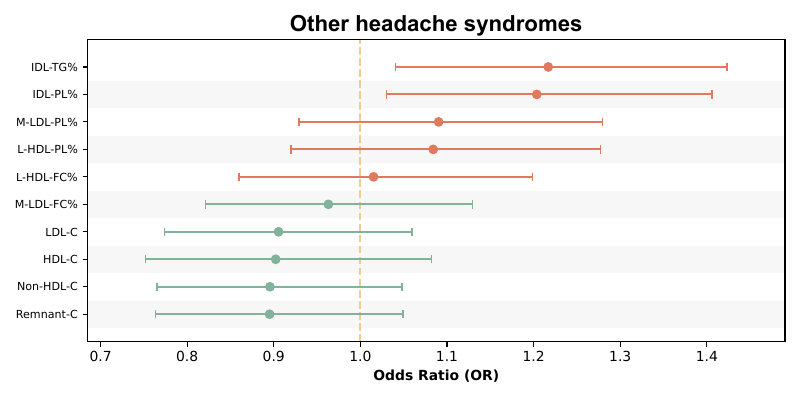 Other headache syndromes
IDL-TG%
IDL-PL%
M-LDL-PL%
L-HDL-PL%
L-HDL-FC%
M-LDL-FC%
LDL-C
HDL-C
Non-HDL-C
Remnant-C
0.7 0.8 0.9 1.0 1.1 1.2 1.3 1.4
Odds Ratio (OR)